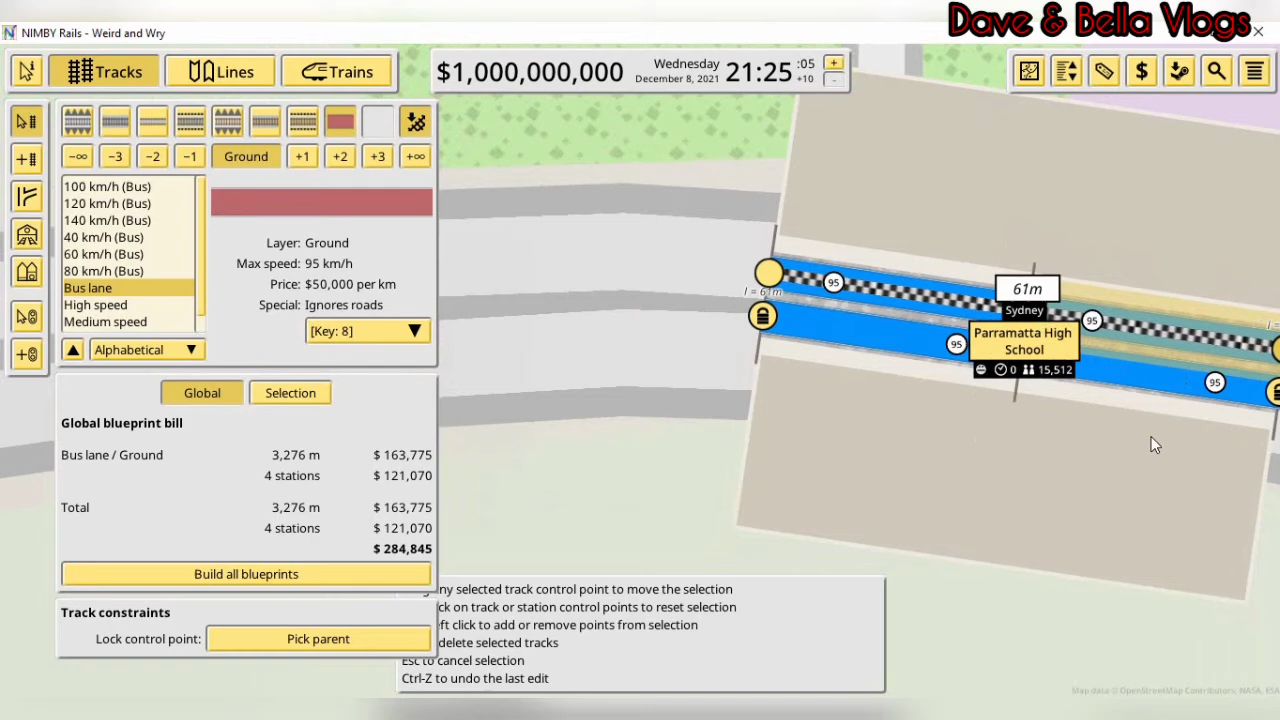 Dave & Bella Vlogs
NIMBY Rails - Weird and Wry
Tracks
Lines
Trains
$1,000,000,000
Wednesday
December 8, 2021
21:25
:05
+10
+
-
$
−∞
−3
−2
−1
Ground
+1
+2
+3
+∞
100 km/h (Bus)
120 km/h (Bus)
140 km/h (Bus)
40 km/h (Bus)
60 km/h (Bus)
80 km/h (Bus)
Bus lane
High speed
Medium speed
Alphabetical
Layer: Ground
Max speed: 95 km/h
Price: $50,000 per km
Special: Ignores roads
[Key: 8]
Global
Selection
Global blueprint bill
Bus lane / Ground 3,276 m $ 163,775
4 stations $ 121,070
Total 3,276 m $ 163,775
4 stations $ 121,070
$ 284,845
Build all blueprints
Track constraints
Lock control point: Pick parent
ny selected track control point to move the selection
ck on track or station control points to reset selection
eft click to add or remove points from selection
delete selected tracks
Esc to cancel selection
Ctrl-Z to undo the last edit
l = 61m
95
95
95
95
61m
Sydney
Parramatta High
School
0 15,512
Map data © OpenStreetMap Contributors, NASA, ESA